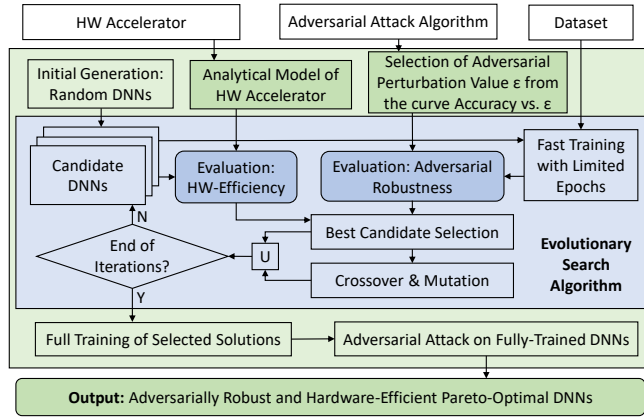 HW Accelerator
Adversarial Attack Algorithm
Dataset
Initial Generation:
Random DNNs
Analytical Model of
HW Accelerator
Selection of Adversarial
Perturbation Value ε from
the curve Accuracy vs. ε
Candidate
DNNs
Evaluation:
HW-Efficiency
Evaluation: Adversarial
Robustness
Fast Training
with Limited
Epochs
N
End of
Iterations?
U
Best Candidate Selection
Crossover & Mutation
Evolutionary
Search
Algorithm
Y
Full Training of Selected Solutions
Adversarial Attack on Fully-Trained DNNs
Output: Adversarially Robust and Hardware-Efficient Pareto-Optimal DNNs